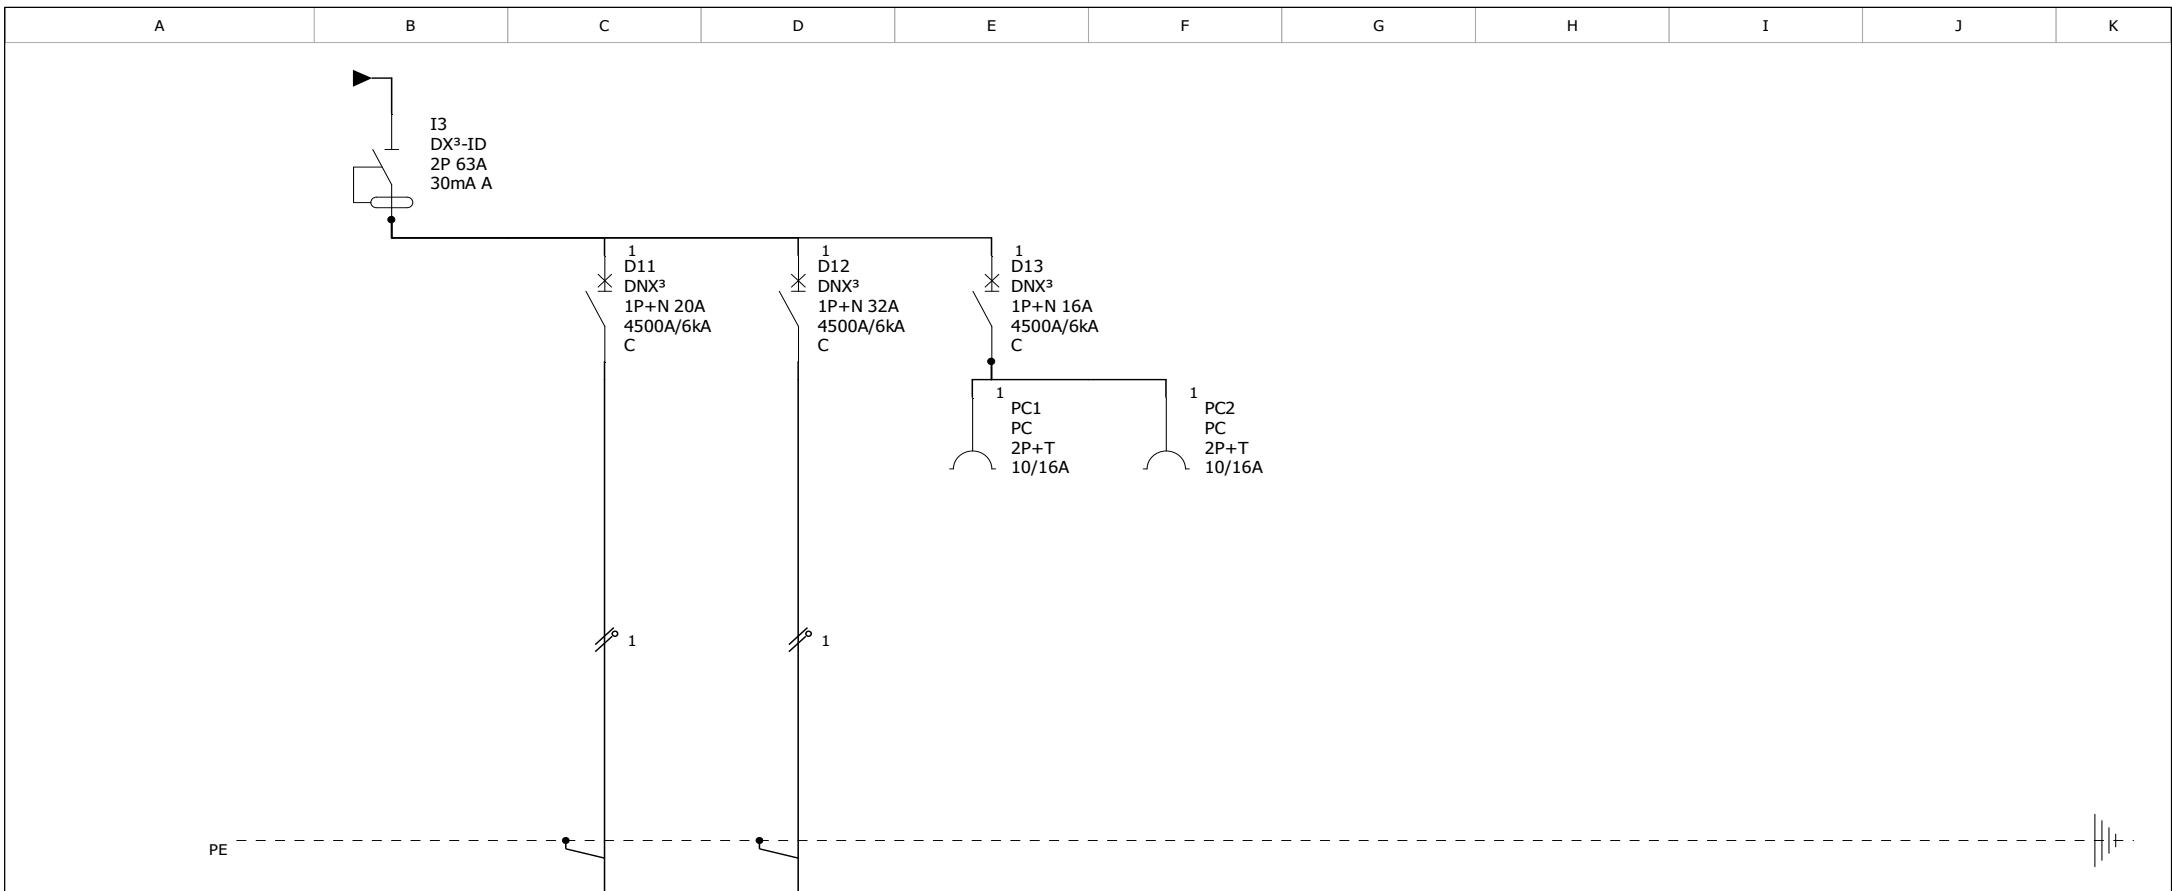 A B C D E F G H I J K
I3
DX³-ID
2P 63A
30mA A
1
D11
DNX³
1P+N 20A
4500A/6kA
C
1
D12
DNX³
1P+N 32A
4500A/6kA
C
1
D13
DNX³
1P+N 16A
4500A/6kA
C
1
PC1
PC
2P+T
10/16A
1
PC2
PC
2P+T
10/16A
1
1
PE